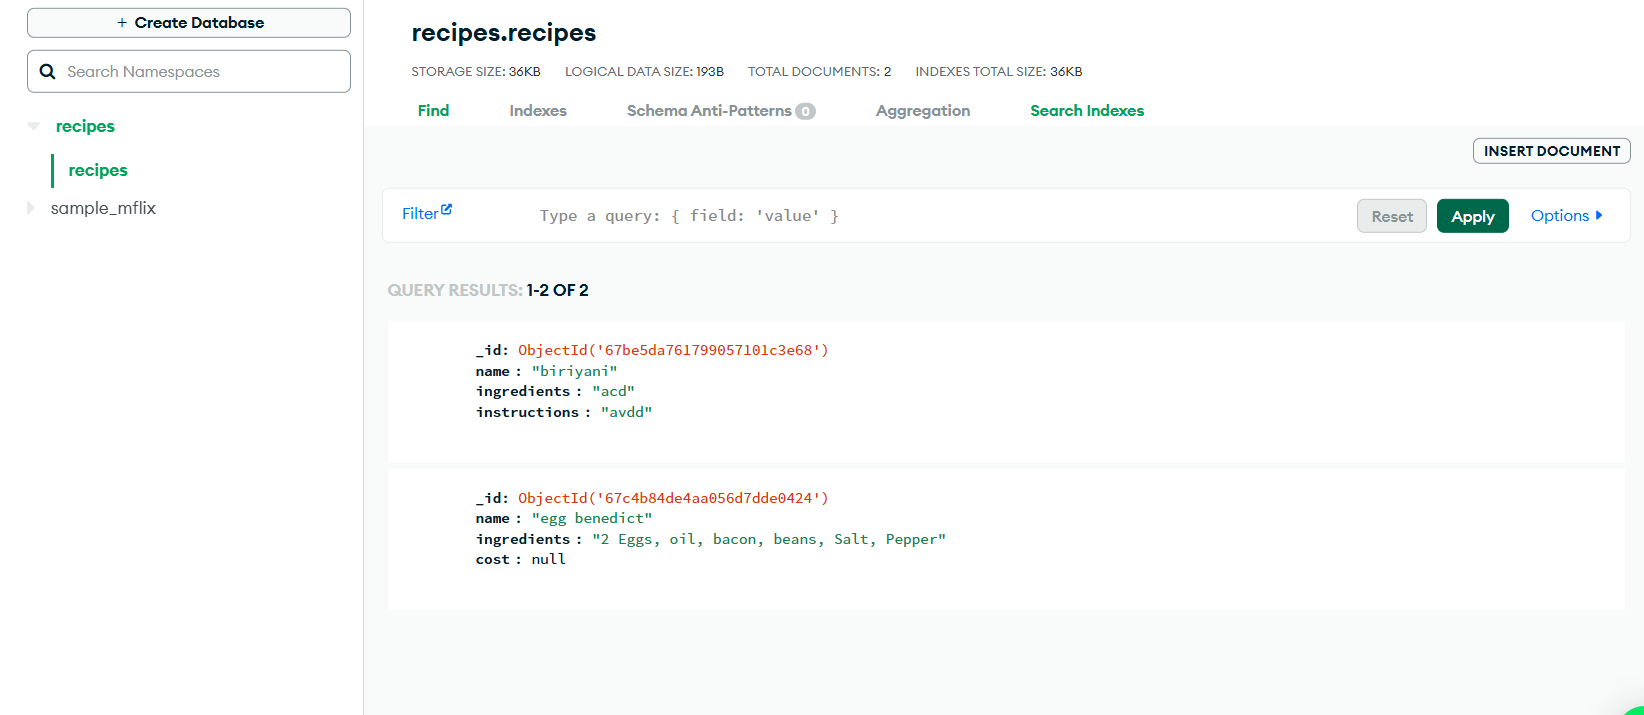 + Create Database
Search Namespaces
recipes
recipes
sample_mflix
recipes.recipes
STORAGE SIZE: 36KB LOGICAL DATA SIZE: 193B TOTAL DOCUMENTS: 2 INDEXES TOTAL SIZE: 36KB
Find Indexes Schema Anti-Patterns 0 Aggregation Search Indexes
INSERT DOCUMENT
Filter Type a query: { field: 'value' } Reset Apply Options
QUERY RESULTS: 1-2 OF 2
_id: ObjectId('67be5da761799057101c3e68')
name : "biriyani"
ingredients : "acd"
instructions : "avdd"
_id: ObjectId('67c4b84de4aa056d7dde0424')
name : "egg benedict"
ingredients : "2 Eggs, oil, bacon, beans, Salt, Pepper"
cost : null